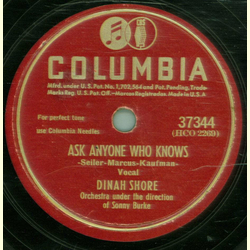 CBS
COLUMBIA
Mfd. under U.S. Pat. No. 1,702,564 and Pat. Pending. Trade-
Marks Reg. U.S. Pat. Off.-Marcas Registradas. Made in U.S.A
For perfect tone
use Columbia Needles
37344
(HCO 2269)
ASK ANYONE WHO KNOWS
-Seiler-Marcus-Kaufman-
Vocal
DINAH SHORE
Orchestra under the direction
of Sonny Burke